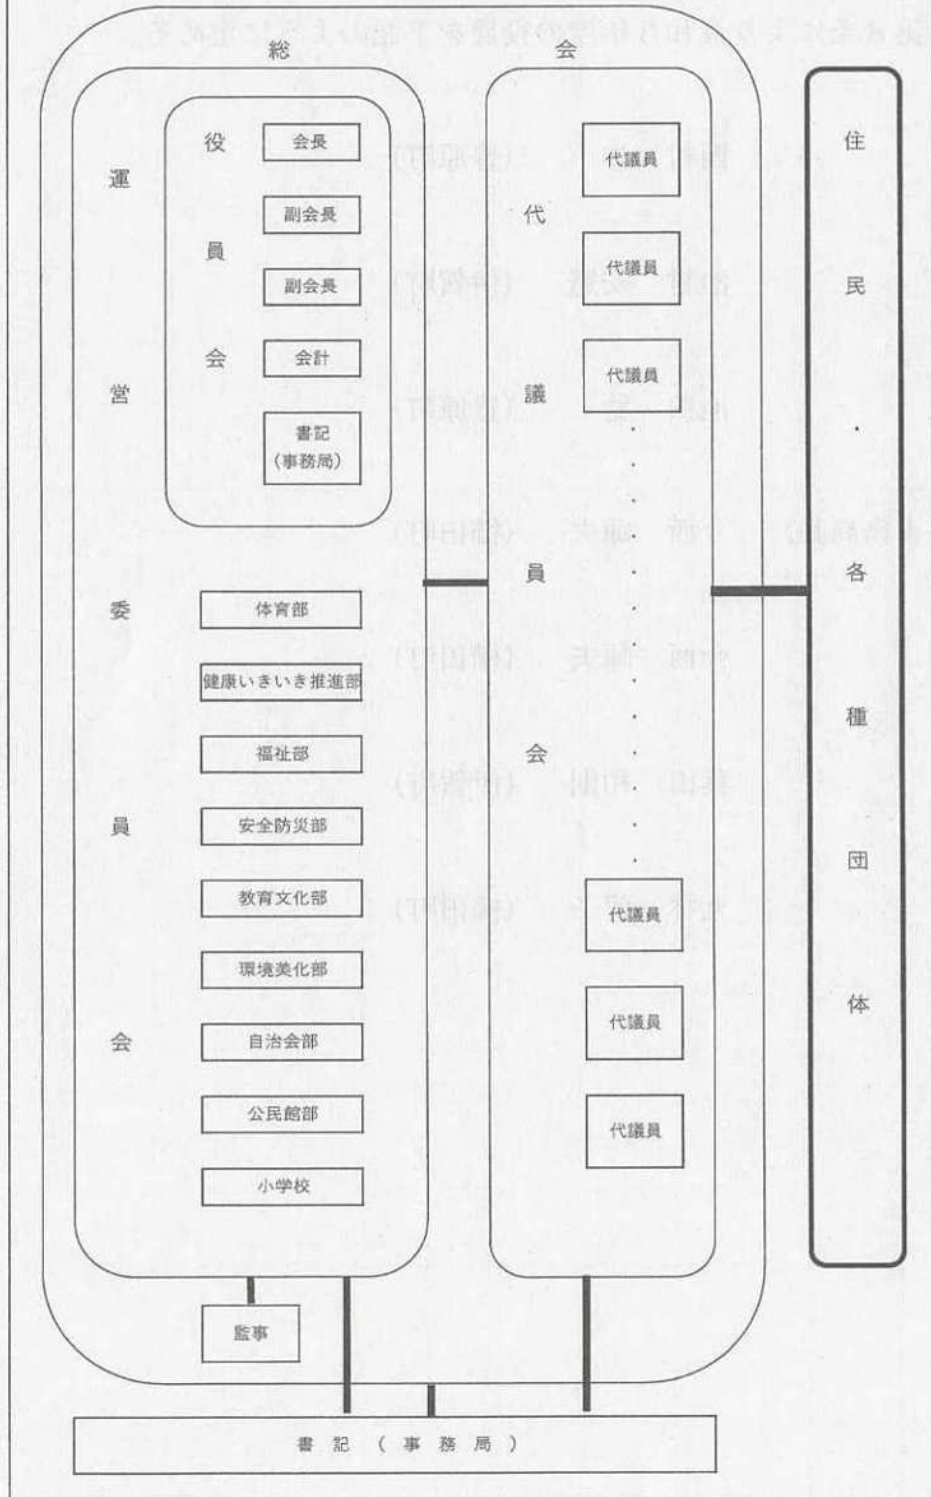 総会
運営委員会
役員会
会長
副会長
副会長
会計
書記
(事務局)
体育部
健康いきいき推進部
福祉部
安全防災部
教育文化部
環境美化部
自治会部
公民館部
小学校
監事
代議員会
代議員
代議員
代議員
代議員
代議員
代議員
住民・各種団体
書記(事務局)